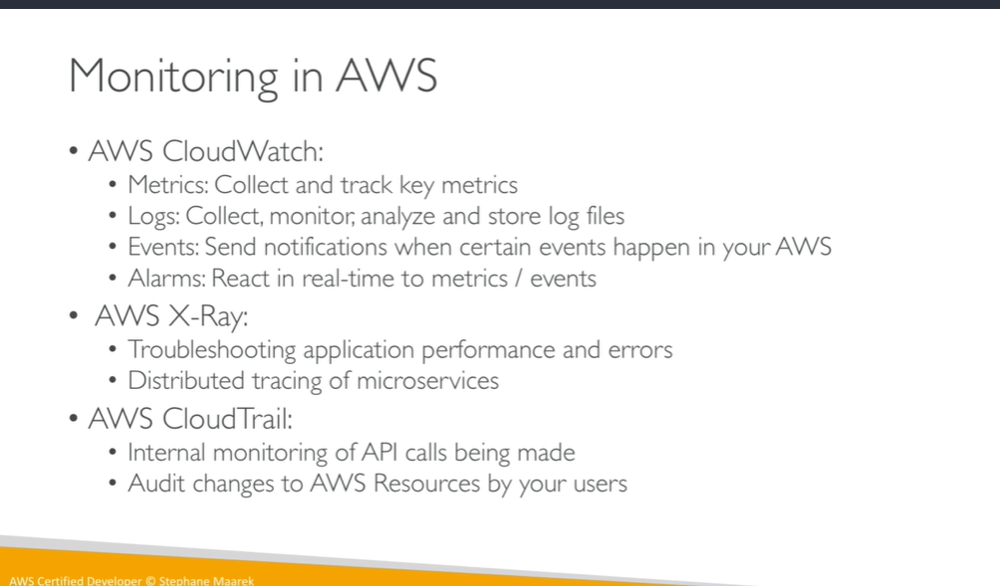 Monitoring in AWS
• AWS CloudWatch:
• Metrics: Collect and track key metrics
• Logs: Collect, monitor, analyze and store log files
• Events: Send notifications when certain events happen in your AWS
• Alarms: React in real-time to metrics / events
• AWS X-Ray:
• Troubleshooting application performance and errors
• Distributed tracing of microservices
• AWS CloudTrail:
• Internal monitoring of API calls being made
• Audit changes to AWS Resources by your users
AWS Certified Developer © Stephane Maarek